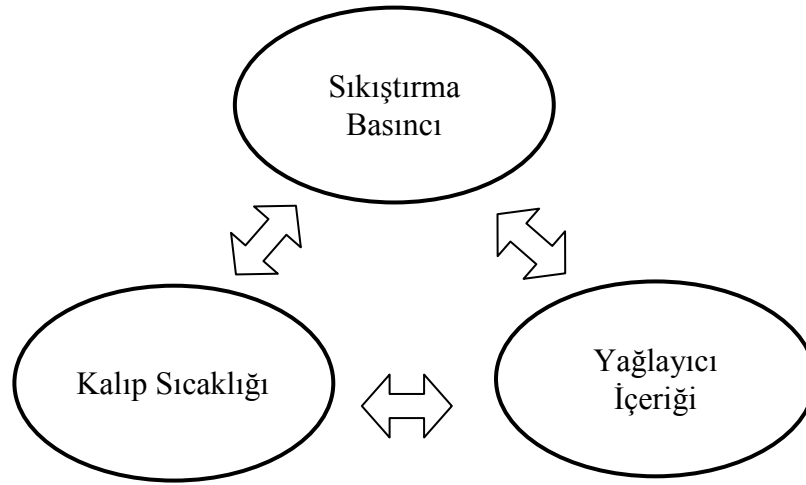 Sıkıştırma
Basıncı
Kalıp Sıcaklığı
Yağlayıcı
İçeriği